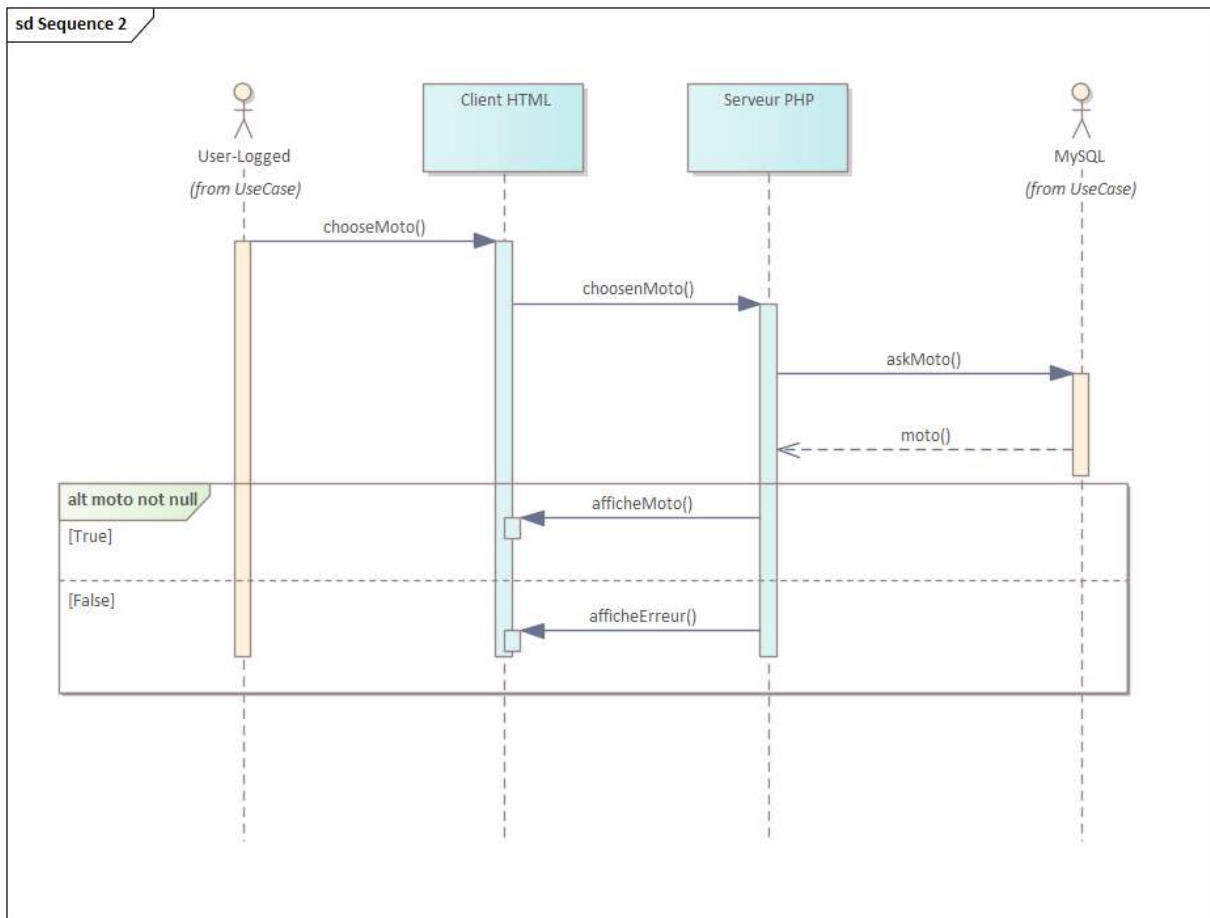 sd Sequence 2
User-Logged
(from UseCase)
Client HTML
Serveur PHP
MySQL
(from UseCase)
chooseMoto()
choosenMoto()
askMoto()
moto()
alt moto not null
[True]
afficheMoto()
[False]
afficheErreur()